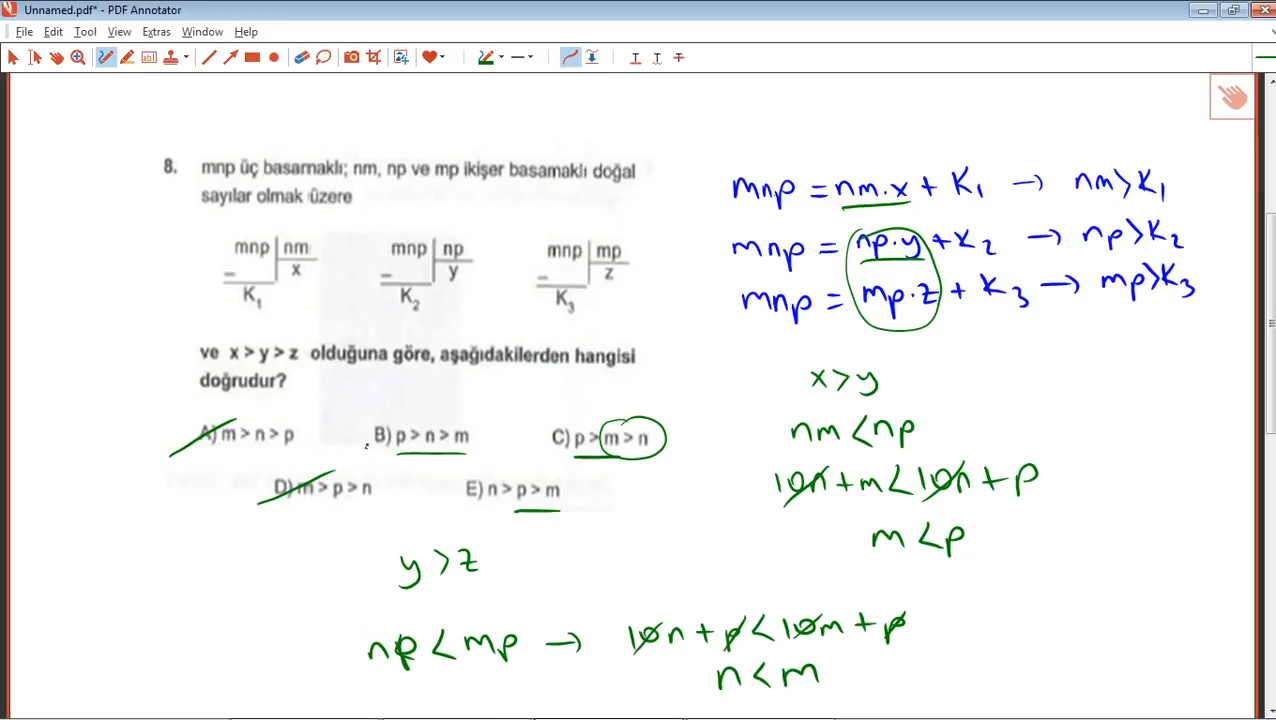 Unnamed.pdf* - PDF Annotator
File Edit Tool View Extras Window Help
8. mnp üç basamaklı; nm, np ve mp ikişer basamaklı doğal
sayılar olmak üzere
mnp | nm
x
K1
mnp | np
y
K2
mnp | mp
z
K3
ve x > y > z olduğuna göre, aşağıdakilerden hangisi
doğrudur?
A) m > n > p B) p > n > m C) p > m > n
D) m > p > n E) n > p > m
mnp = nm.x + K1 → nm>K1
mnp = np.y + K2 → np>K2
mnp = mp.z + K3 → mp>K3
x > y
nm < np
10n + m < 10n + p
m < p
y > z
np < mp → 10n + p < 10m + p
n < m